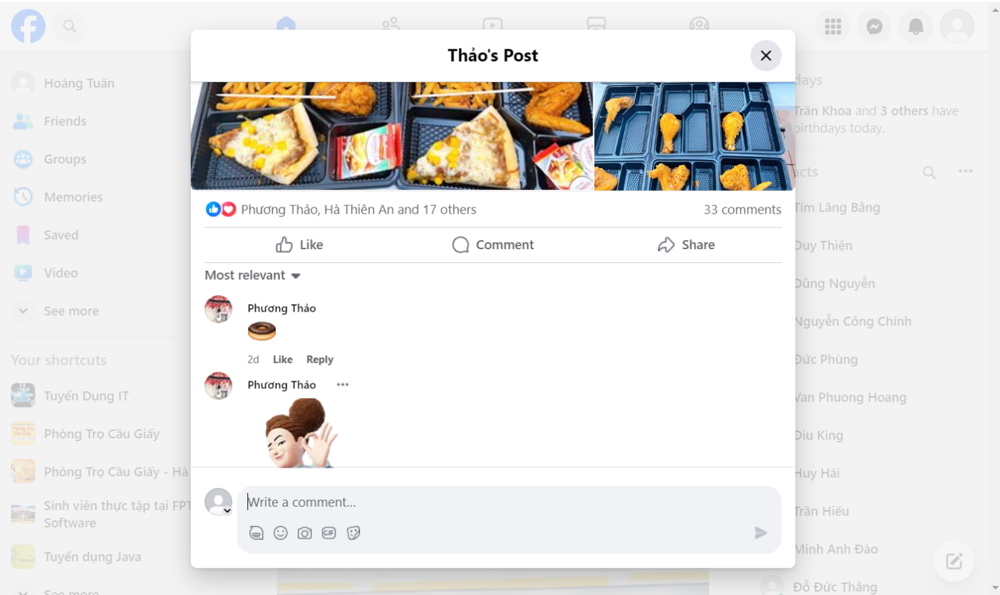 Thảo's Post
Hoàng Tuấn
Friends
Groups
Memories
Saved
Video
See more
Your shortcuts
Tuyển Dụng IT
Phòng Trọ Cầu Giấy
Phòng Trọ Cầu Giấy - Hà
Sinh viên thực tập tại FPT
Software
Tuyển dụng Java
See more
Phương Thảo, Hà Thiên An and 17 others
33 comments
Like
Comment
Share
Most relevant
Phương Thảo
2d Like Reply
Phương Thảo
Write a comment...
GIF
days
Trần Khoa and 3 others have
birthdays today.
acts
Tím Lăng Bằng
Duy Thiện
Dũng Nguyễn
Nguyễn Công Chính
Đức Phùng
Van Phuong Hoang
Diu King
Huy Hải
Trần Hiếu
Minh Anh Đào
Đỗ Đức Thắng